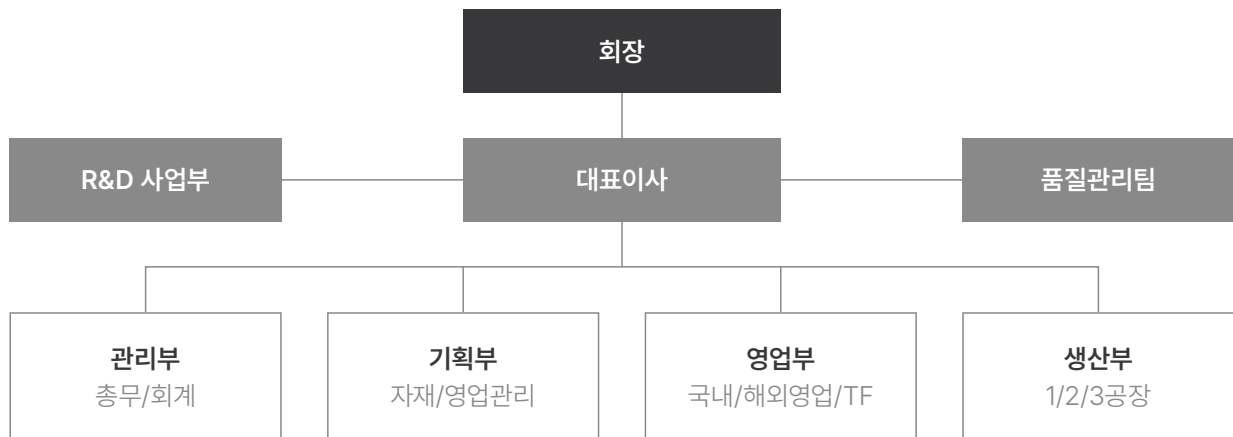 회장
R&D 사업부
대표이사
품질관리팀
관리부
총무/회계
기획부
자재/영업관리
영업부
국내/해외영업/TF
생산부
1/2/3공장